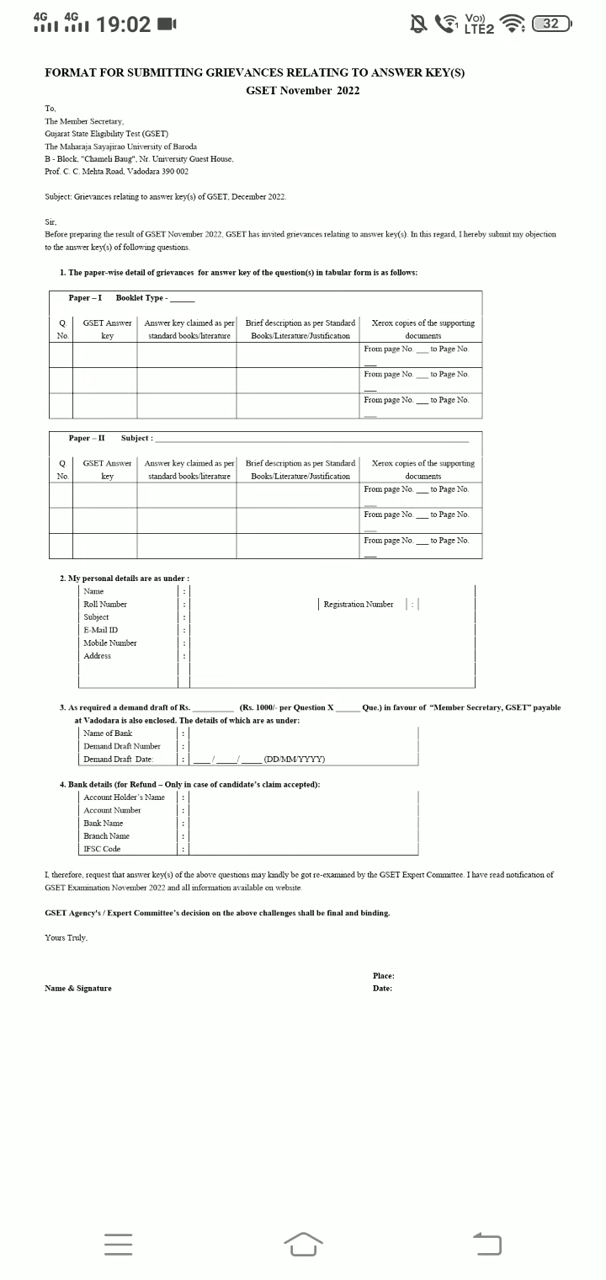 4G 4G 19:02 Vo)) LTE2 32
FORMAT FOR SUBMITTING GRIEVANCES RELATING TO ANSWER KEY(S)
GSET November 2022
To,
The Member Secretary,
Gujarat State Eligibility Test (GSET)
The Maharaja Sayajirao University of Baroda
B - Block, "Chameli Baug", Nr. University Guest House,
Prof. C. C. Mehta Road, Vadodara 390 002
Subject: Grievances relating to answer key(s) of GSET, December 2022.
Sir,
Before preparing the result of GSET November 2022, GSET has invited grievances relating to answer key(s). In this regard, I hereby submit my objection
to the answer key(s) of following questions.
1. The paper-wise detail of grievances for answer key of the question(s) in tabular form is as follows:
Paper – I Booklet Type - _____
Q. GSET Answer Answer key claimed as per Brief description as per Standard Xerox copies of the supporting
No. key standard books/literature Books/Literature/Justification documents
From page No. ___ to Page No.
___
From page No. ___ to Page No.
___
From page No. ___ to Page No.
___
Paper – II Subject : ______________________________
Q. GSET Answer Answer key claimed as per Brief description as per Standard Xerox copies of the supporting
No. key standard books/literature Books/Literature/Justification documents
From page No. ___ to Page No.
___
From page No. ___ to Page No.
___
From page No. ___ to Page No.
___
2. My personal details are as under :
Name :
Roll Number : Registration Number :
Subject :
E-Mail ID :
Mobile Number :
Address :
3. As required a demand draft of Rs. ________ (Rs. 1000/- per Question X _____ Que.) in favour of “Member Secretary, GSET” payable
at Vadodara is also enclosed. The details of which are as under:
Name of Bank :
Demand Draft Number :
Demand Draft Date: : ____/____/____ (DD/MM/YYYY)
4. Bank details (for Refund – Only in case of candidate’s claim accepted):
Account Holder’s Name :
Account Number :
Bank Name :
Branch Name :
IFSC Code :
I, therefore, request that answer key(s) of the above questions may kindly be got re-examined by the GSET Expert Committee. I have read notification of
GSET Examination November 2022 and all information available on website.
GSET Agency’s / Expert Committee’s decision on the above challenges shall be final and binding.
Yours Truly,
Place:
Name & Signature Date: